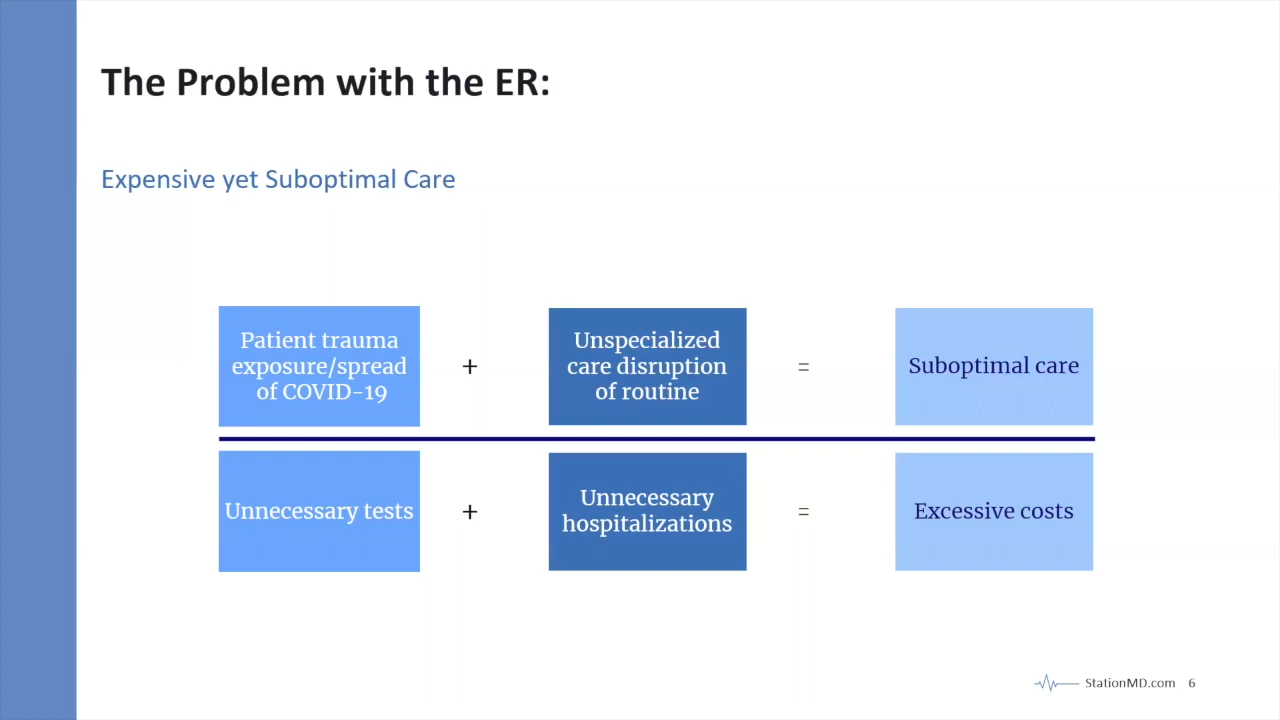 The Problem with the ER:
Expensive yet Suboptimal Care
Patient trauma
exposure/spread
of COVID-19
+
Unspecialized
care disruption
of routine
=
Suboptimal care
Unnecessary tests
+
Unnecessary
hospitalizations
=
Excessive costs
StationMD.com 6